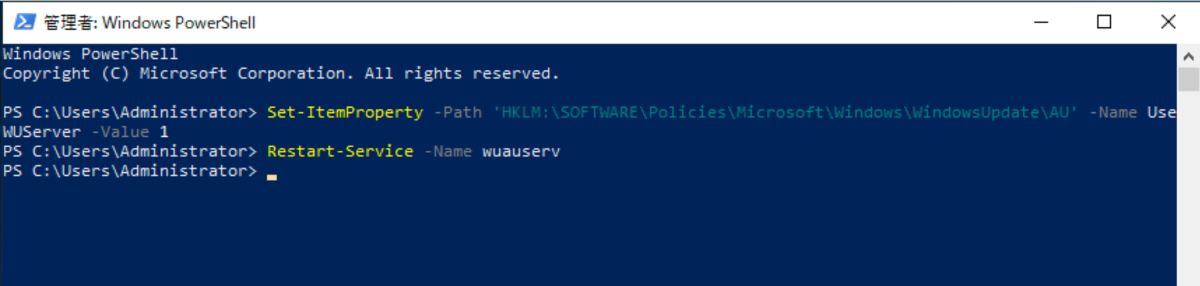 管理者: Windows PowerShell
Windows PowerShell
Copyright (C) Microsoft Corporation. All rights reserved.
PS C:\Users\Administrator> Set-ItemProperty -Path 'HKLM:\SOFTWARE\Policies\Microsoft\Windows\WindowsUpdate\AU' -Name Use
WUServer -Value 1
PS C:\Users\Administrator> Restart-Service -Name wuauserv
PS C:\Users\Administrator>